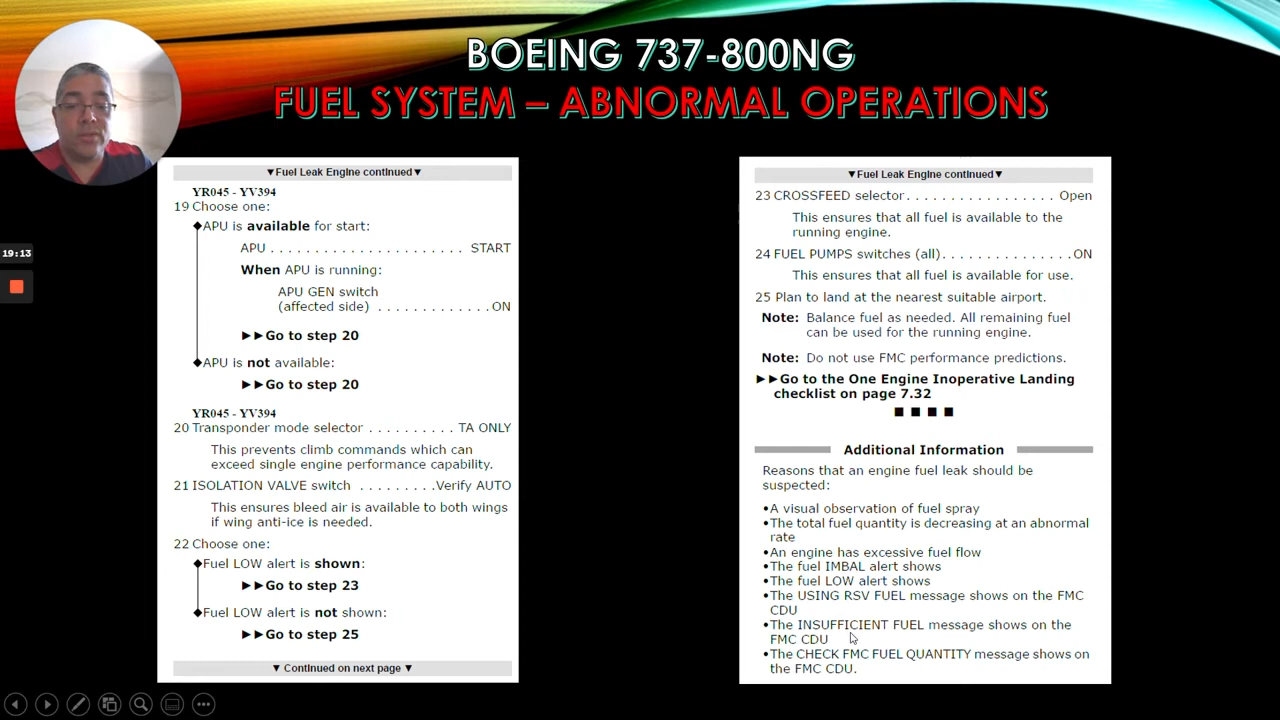 BOEING 737-800NG
FUEL SYSTEM – ABNORMAL OPERATIONS
19:13
▼Fuel Leak Engine continued▼
YR045 - YV394
19 Choose one:
◆APU is available for start:
APU . . . . . . . . . . . . . . . . . . . . . . START
When APU is running:
APU GEN switch
(affected side) . . . . . . . . . . . . . ON
►►Go to step 20
◆APU is not available:
►►Go to step 20
YR045 - YV394
20 Transponder mode selector . . . . . . . . . . TA ONLY
This prevents climb commands which can
exceed single engine performance capability.
21 ISOLATION VALVE switch . . . . . . . . .Verify AUTO
This ensures bleed air is available to both wings
if wing anti-ice is needed.
22 Choose one:
◆Fuel LOW alert is shown:
►►Go to step 23
◆Fuel LOW alert is not shown:
►►Go to step 25
▼ Continued on next page ▼
▼Fuel Leak Engine continued▼
23 CROSSFEED selector. . . . . . . . . . . . . . . . . Open
This ensures that all fuel is available to the
running engine.
24 FUEL PUMPS switches (all). . . . . . . . . . . . . . .ON
This ensures that all fuel is available for use.
25 Plan to land at the nearest suitable airport.
Note: Balance fuel as needed. All remaining fuel
can be used for the running engine.
Note: Do not use FMC performance predictions.
►►Go to the One Engine Inoperative Landing
checklist on page 7.32
■ ■ ■ ■
Additional Information
Reasons that an engine fuel leak should be
suspected:
•A visual observation of fuel spray
•The total fuel quantity is decreasing at an abnormal
rate
•An engine has excessive fuel flow
•The fuel IMBAL alert shows
•The fuel LOW alert shows
•The USING RSV FUEL message shows on the FMC
CDU
•The INSUFFICIENT FUEL message shows on the
FMC CDU
•The CHECK FMC FUEL QUANTITY message shows on
the FMC CDU.